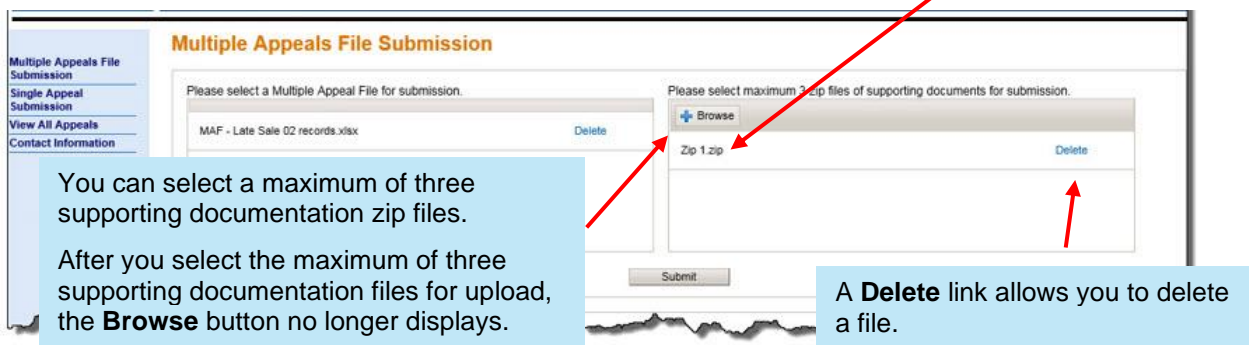 Multiple Appeals File Submission
Multiple Appeals File
Submission
Single Appeal
Submission
View All Appeals
Contact Information
Please select a Multiple Appeal File for submission.
MAF - Late Sale 02 records.xlsx
Delete
Please select maximum 3 zip files of supporting documents for submission.
Browse
Zip 1.zip
Delete
You can select a maximum of three
supporting documentation zip files.
After you select the maximum of three
supporting documentation files for upload,
the Browse button no longer displays.
Submit
A Delete link allows you to delete
a file.